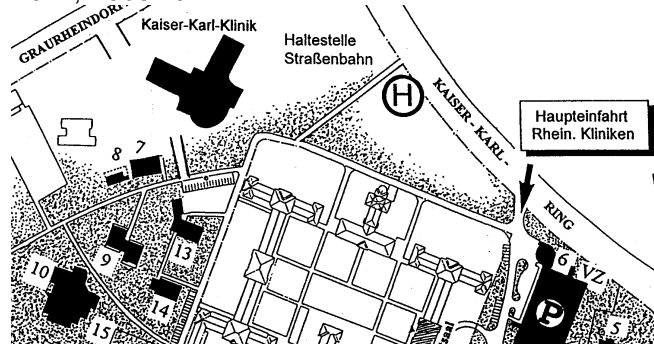 GRAURHEINDORF
Kaiser-Karl-Klinik
Haltestelle
Straßenbahn
H
KAISER-KARL-
RING
Haupteinfahrt
Rhein. Kliniken
8
7
9
13
10
14
15
6
VZ
P
5
saal